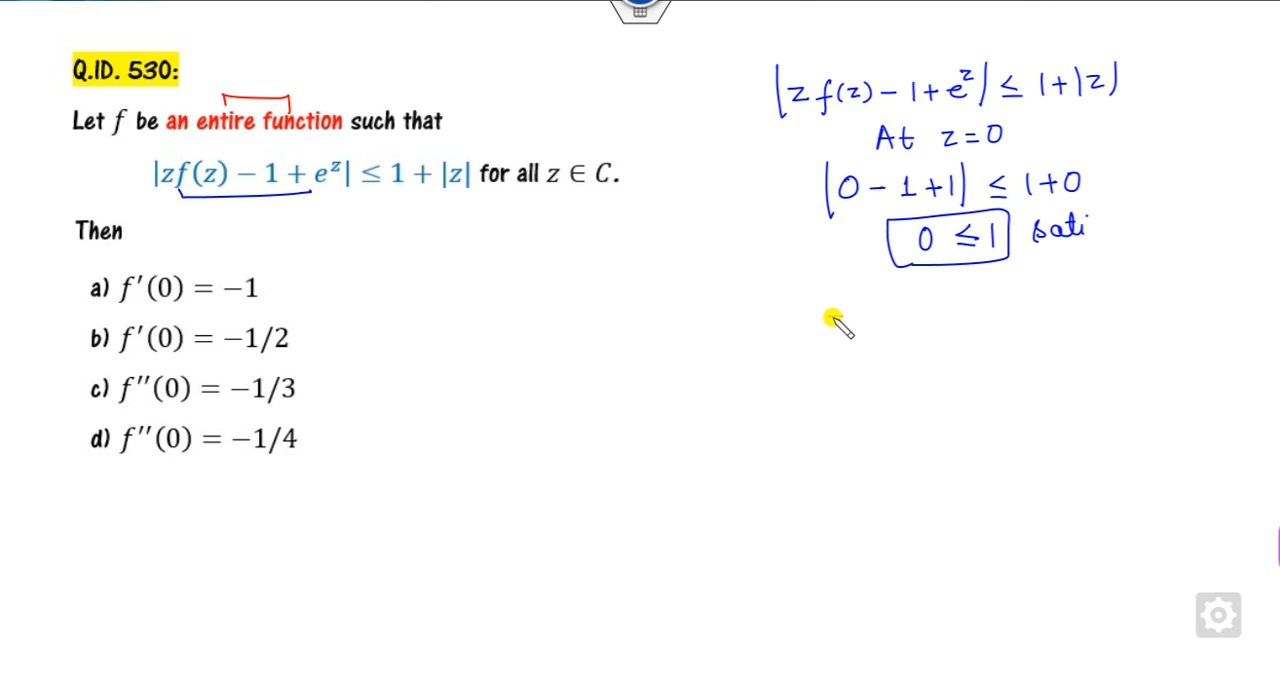 Q.ID. 530:
Let f be an entire function such that
|zf(z) − 1 + e^z| ≤ 1 + |z| for all z ∈ C.
Then
a) f′(0) = −1
b) f′(0) = −1/2
c) f″(0) = −1/3
d) f″(0) = −1/4
|z f(z) − 1 + e^z| ≤ 1 + |z|
At z = 0
|0 − 1 + 1| ≤ 1 + 0
0 ≤ 1 sati